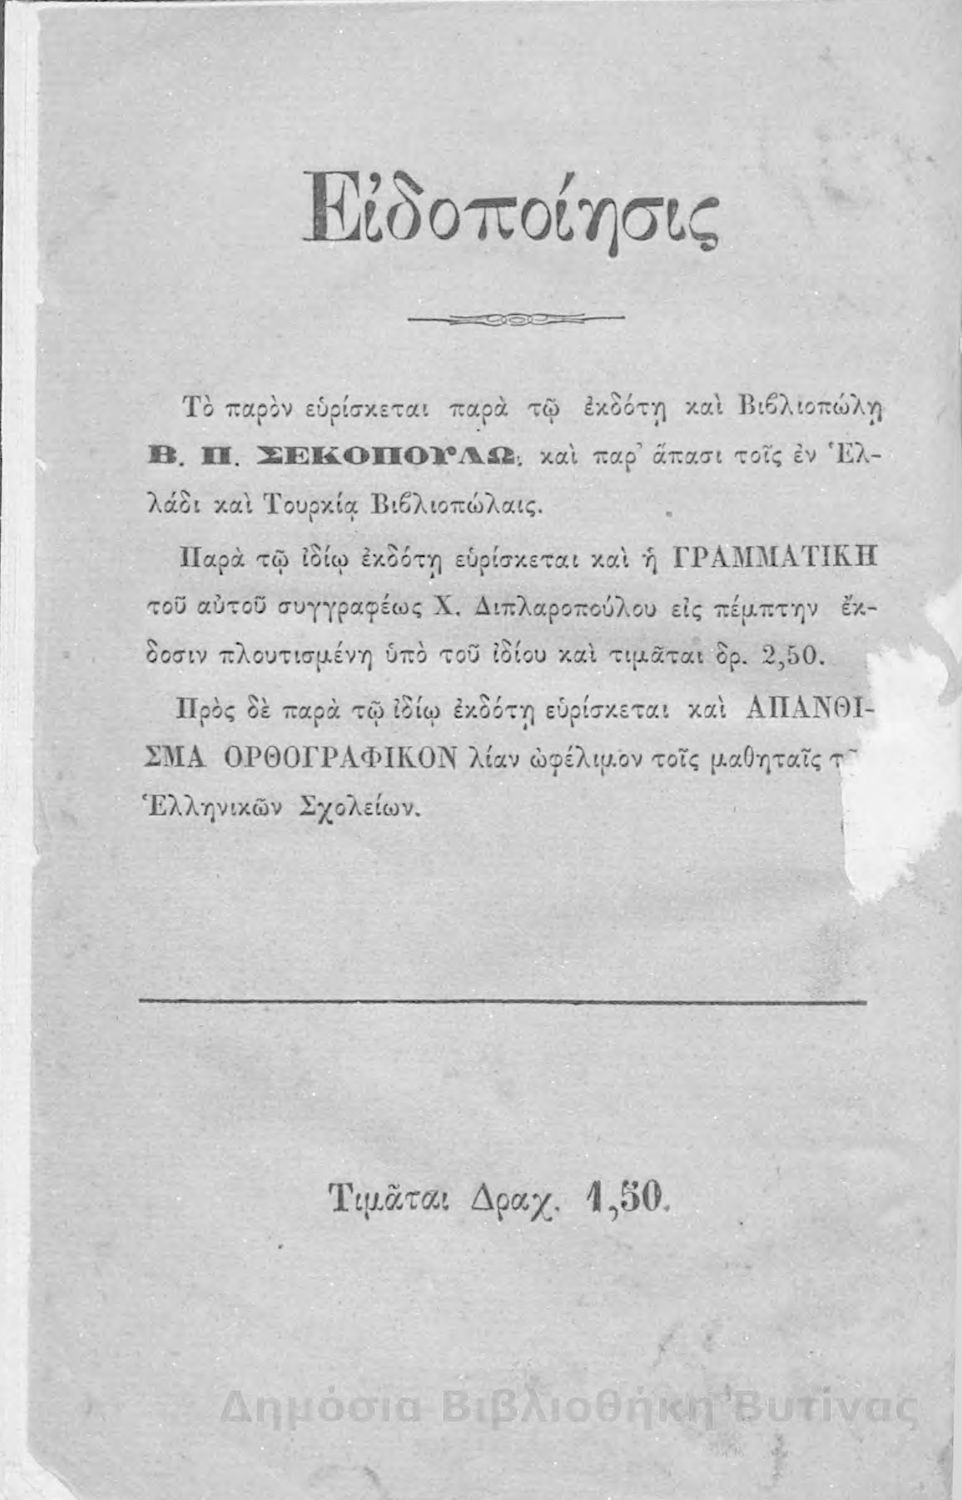 Εἰδοποίησις
Τὸ παρὸν εὑρίσκεται παρὰ τῷ ἐκδότῃ καὶ Βιβλιοπώλῃ
Β. Π. ΣΕΚΟΠΟΥΛΩ, καὶ παρ’ ἅπασι τοῖς ἐν Ἑλ-
λάδι καὶ Τουρκίᾳ Βιβλιοπώλαις.
Παρὰ τῷ ἰδίῳ ἐκδότῃ εὑρίσκεται καὶ ἡ ΓΡΑΜΜΑΤΙΚΗ
τοῦ αὐτοῦ συγγραφέως Χ. Διπλαροπούλου εἰς πέμπτην ἔκ-
δοσιν πλουτισμένη ὑπὸ τοῦ ἰδίου καὶ τιμᾶται δρ. 2,50.
Πρὸς δὲ παρὰ τῷ ἰδίῳ ἐκδότῃ εὑρίσκεται καὶ ΑΠΑΝΘΙ-
ΣΜΑ ΟΡΘΟΓΡΑΦΙΚΟΝ λίαν ὠφέλιμον τοῖς μαθηταῖς
Ἑλληνικῶν Σχολείων.
Τιμᾶται Δραχ. 1,50.
Δημόσια Βιβλιοθήκη Βυτίνας